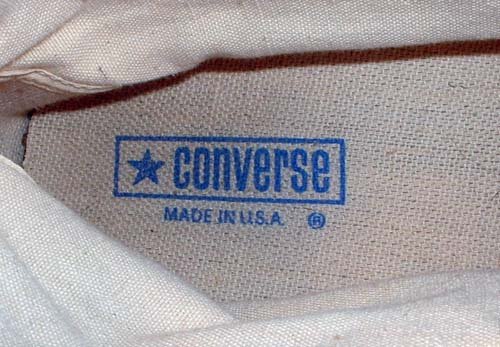 ★ converse
MADE IN U.S.A. ®